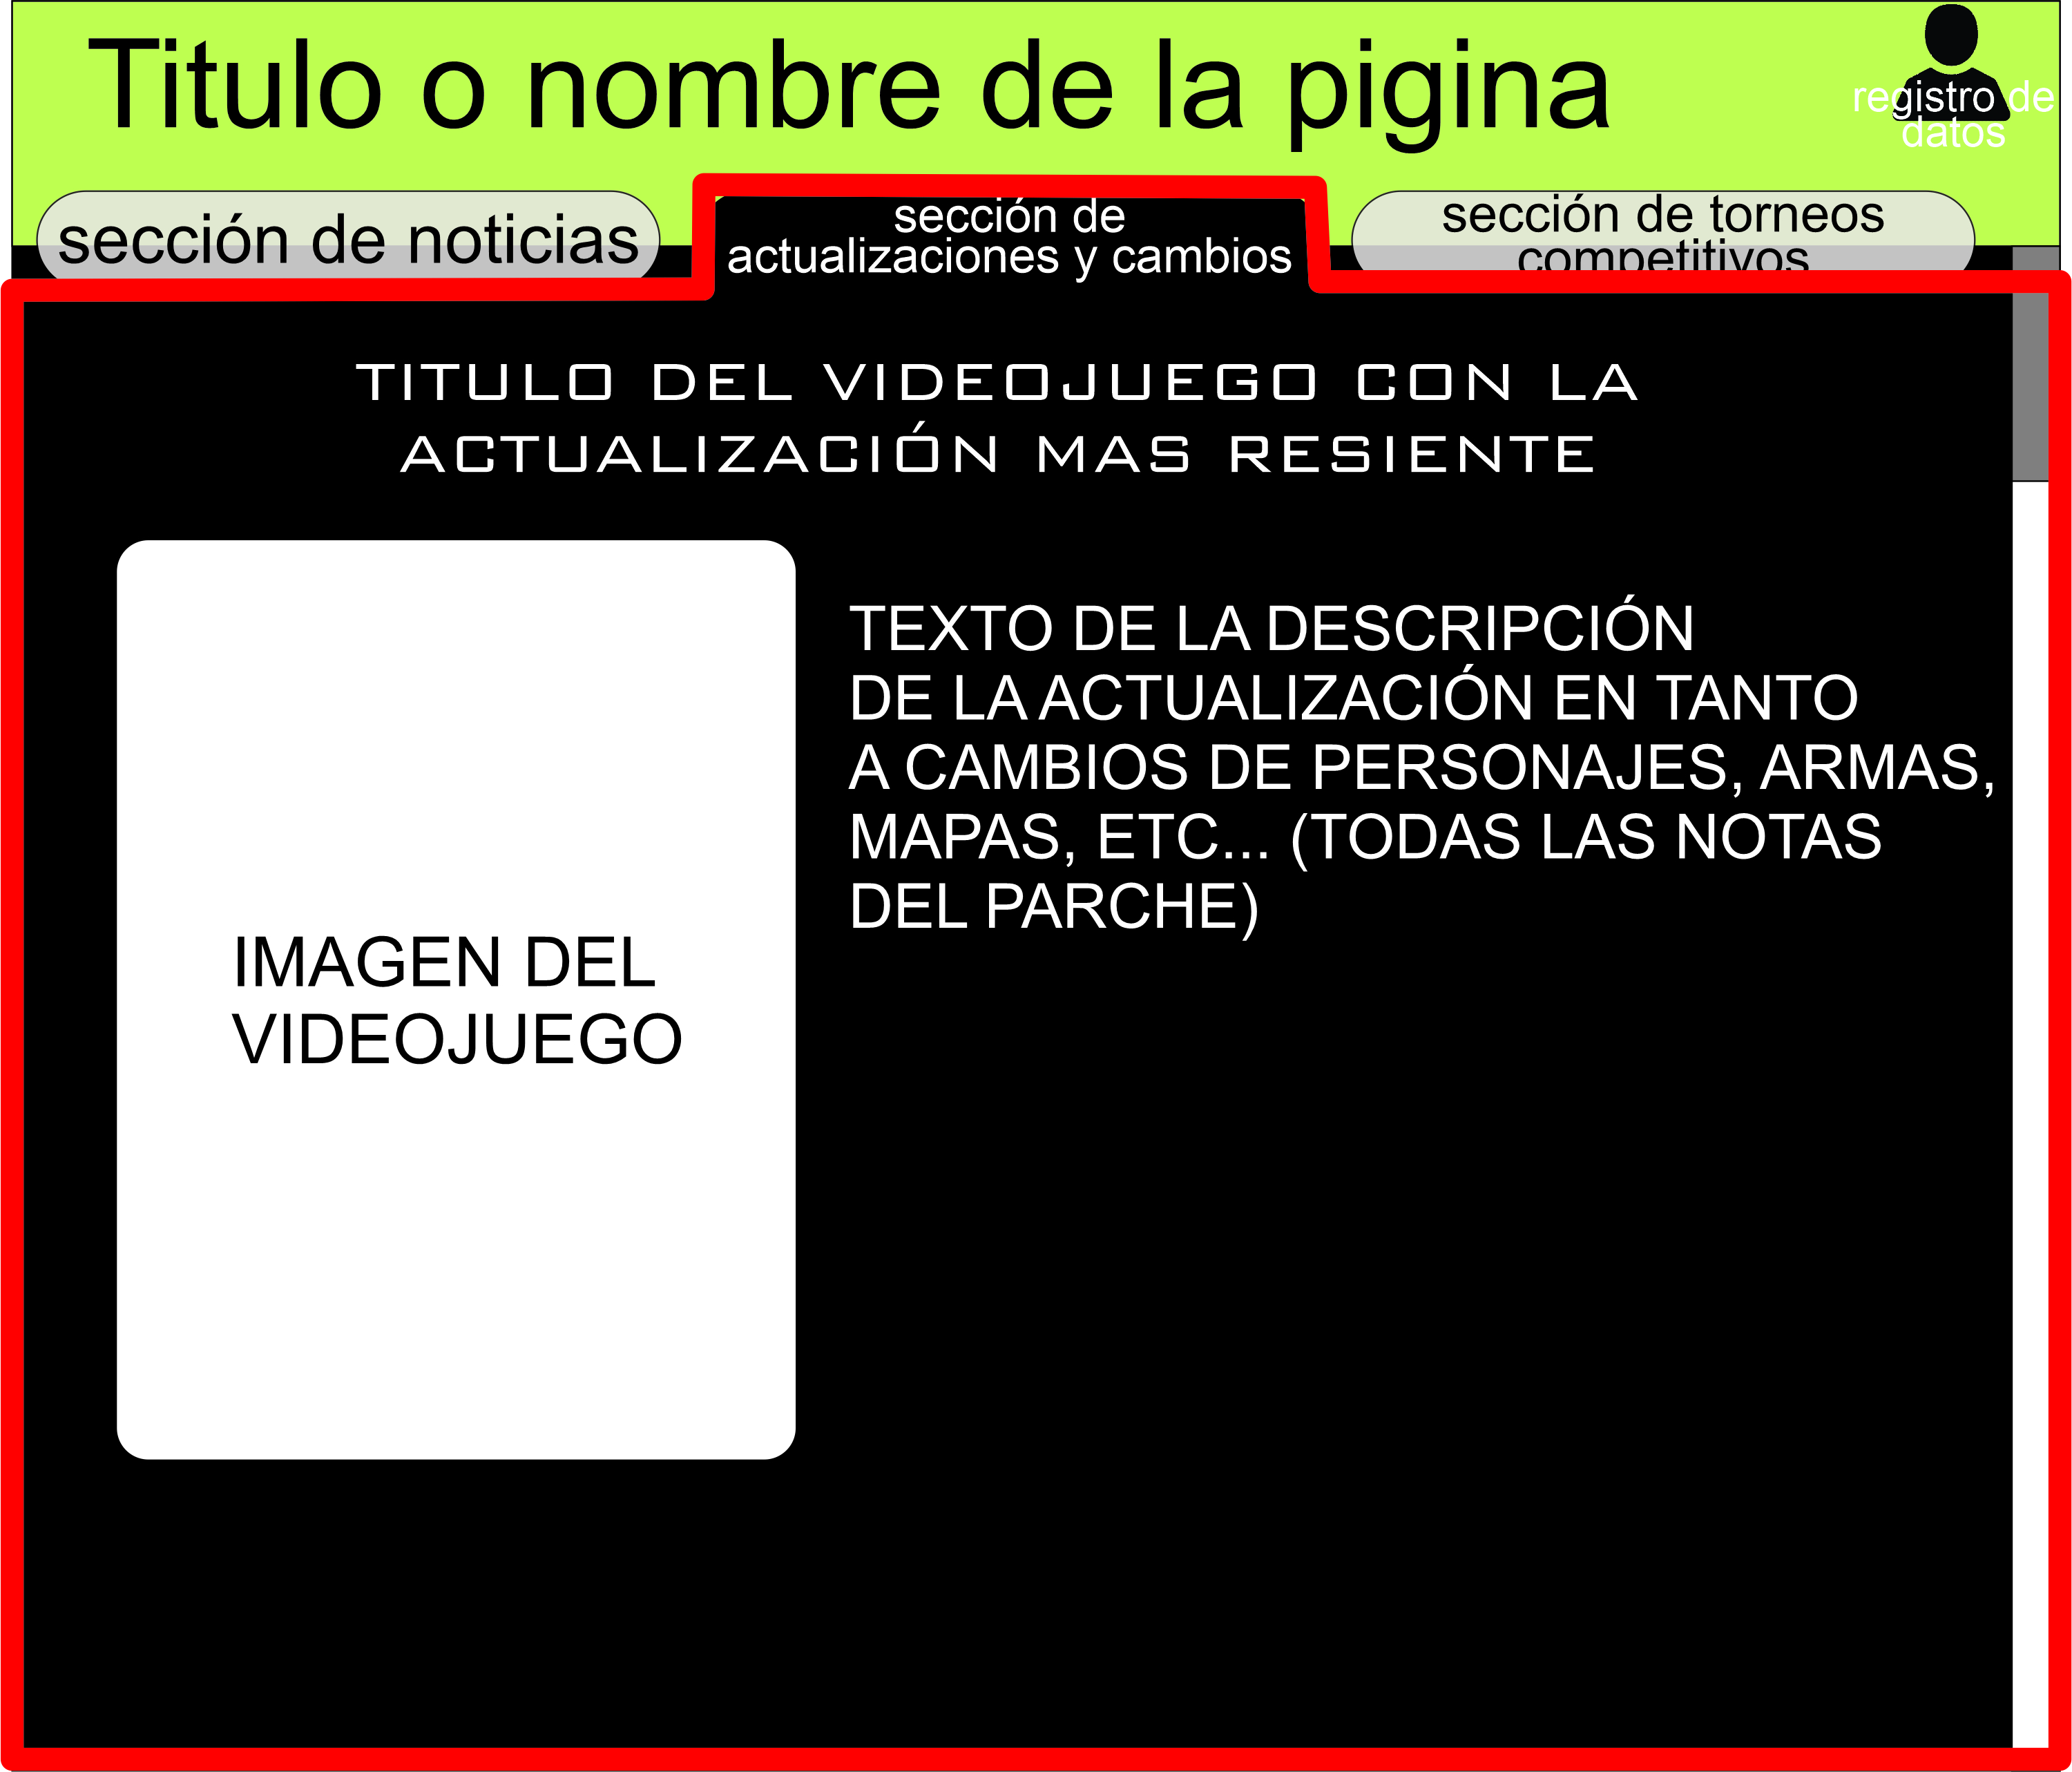 Titulo o nombre de la pigina
registro de
datos
sección de noticias
sección de
actualizaciones y cambios
sección de torneos
competitivos
TITULO DEL VIDEOJUEGO CON LA
ACTUALIZACIÓN MAS RESIENTE
IMAGEN DEL
VIDEOJUEGO
TEXTO DE LA DESCRIPCIÓN
DE LA ACTUALIZACIÓN EN TANTO
A CAMBIOS DE PERSONAJES, ARMAS,
MAPAS, ETC... (TODAS LAS NOTAS
DEL PARCHE)